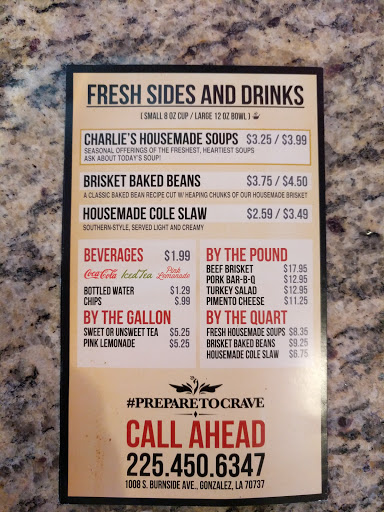 FRESH SIDES AND DRINKS
( SMALL 8 OZ CUP / LARGE 12 OZ BOWL )
CHARLIE'S HOUSEMADE SOUPS $3.25 / $3.99
SEASONAL OFFERINGS OF THE FRESHEST, HEARTIEST SOUPS
ASK ABOUT TODAY'S SOUP!
BRISKET BAKED BEANS $3.75 / $4.50
A CLASSIC BAKED BEAN RECIPE CUT W/ HEAPING CHUNKS OF OUR HOUSEMADE BRISKET
HOUSEMADE COLE SLAW $2.59 / $3.49
SOUTHERN-STYLE, SERVED LIGHT AND CREAMY
BEVERAGES $1.99
Coca-Cola Iced Tea Pink Lemonade
BOTTLED WATER $1.29
CHIPS $.99
BY THE GALLON
SWEET OR UNSWEET TEA $5.25
PINK LEMONADE $5.25
BY THE POUND
BEEF BRISKET $17.95
PORK BAR-B-Q $12.95
TURKEY SALAD $12.95
PIMENTO CHEESE $11.25
BY THE QUART
FRESH HOUSEMADE SOUPS $8.35
BRISKET BAKED BEANS $9.25
HOUSEMADE COLE SLAW $6.75
#PREPARETOCRAVE
CALL AHEAD
225.450.6347
1008 S. BURNSIDE AVE., GONZALEZ, LA 70737